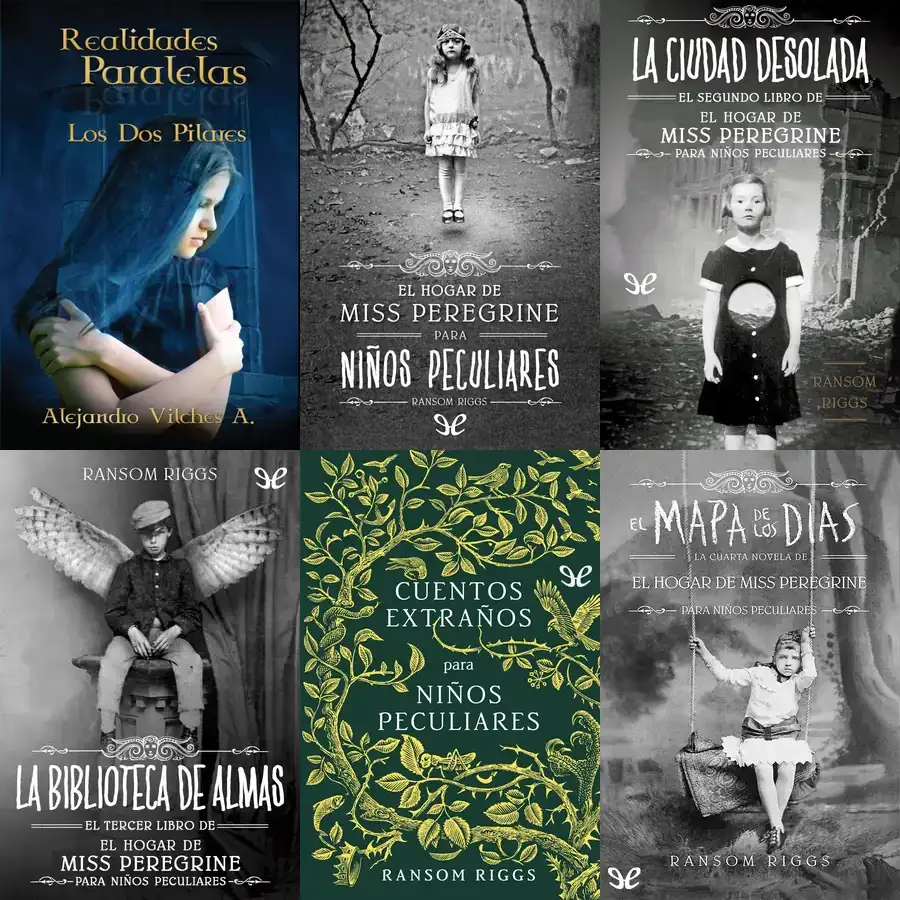 Realidades
Paralelas
Los Dos Pilares
Alejandro Vilches A.
EL HOGAR DE
MISS PEREGRINE
PARA
NIÑOS PECULIARES
RANSOM RIGGS
LA CIUDAD DESOLADA
EL SEGUNDO LIBRO DE
EL HOGAR DE
MISS PEREGRINE
PARA NIÑOS PECULIARES
RANSOM
RIGGS
RANSOM RIGGS
LA BIBLIOTECA DE ALMAS
EL TERCER LIBRO DE
EL HOGAR DE
MISS PEREGRINE
PARA NIÑOS PECULIARES
CUENTOS
EXTRAÑOS
para
NIÑOS
PECULIARES
RANSOM RIGGS
EL MAPA DE LOS DÍAS
LA CUARTA NOVELA DE
EL HOGAR DE MISS PEREGRINE
PARA NIÑOS PECULIARES
RANSOM RIGGS